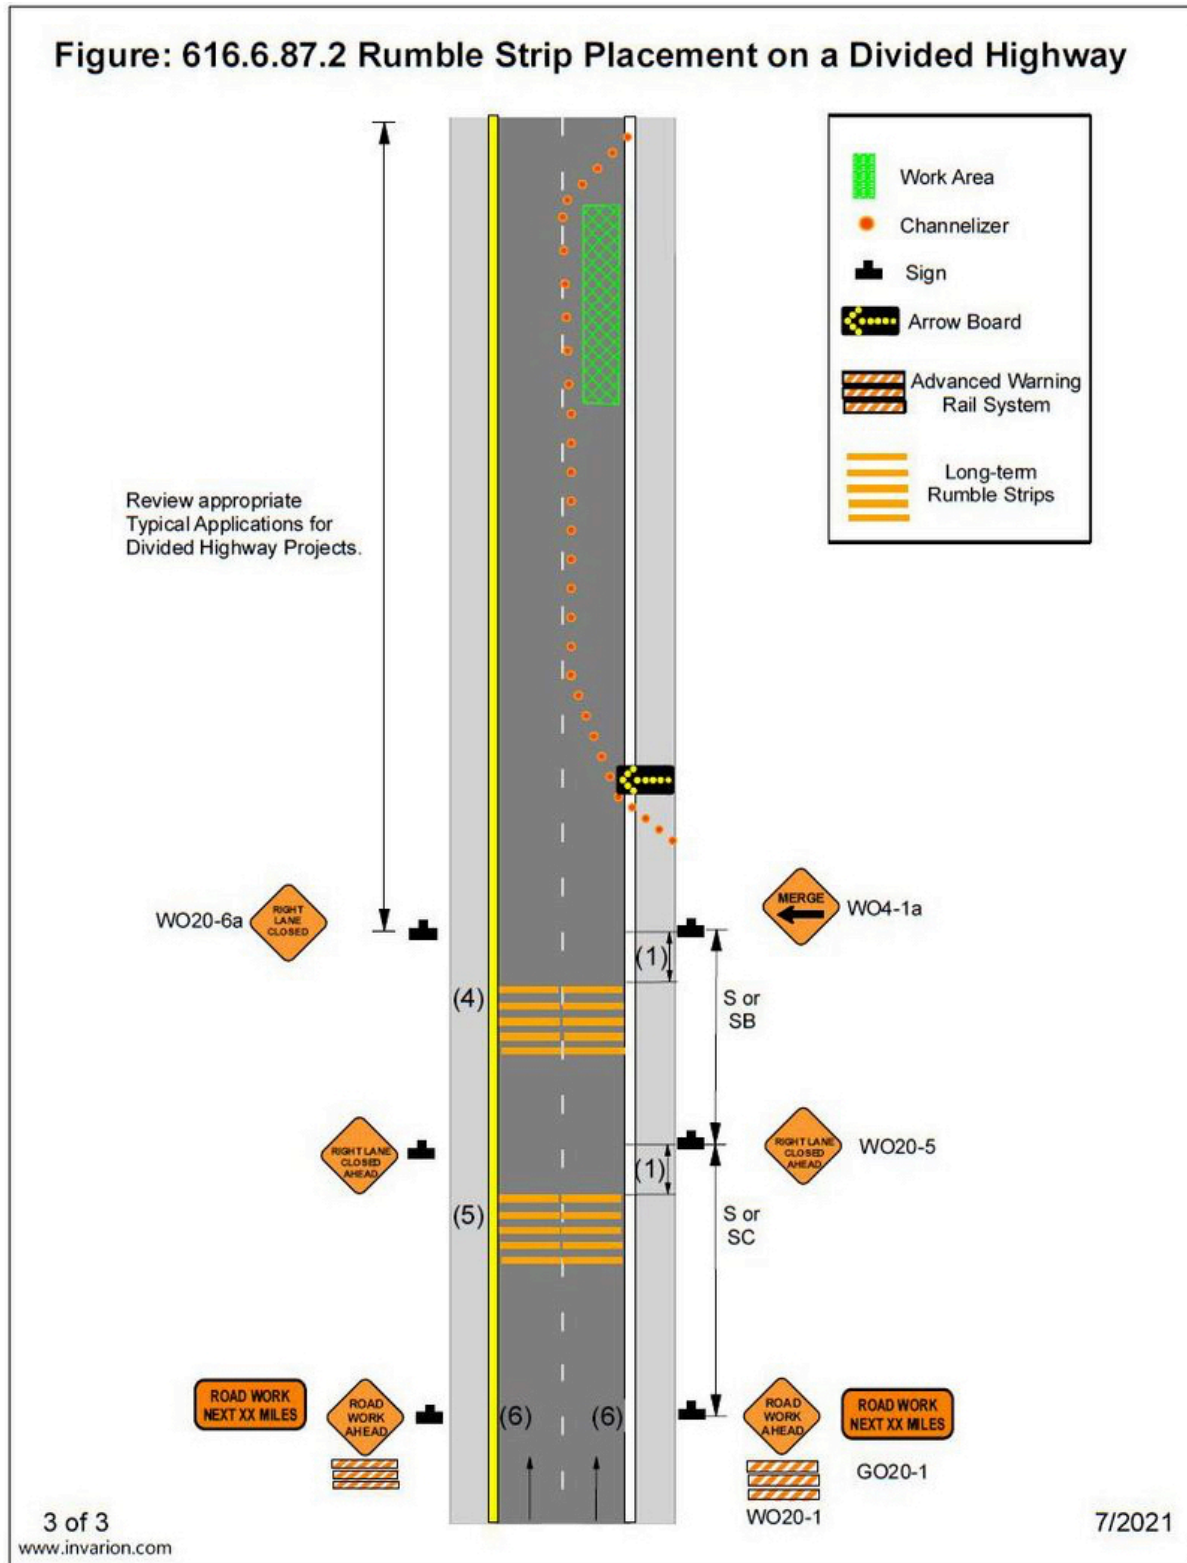 Figure: 616.6.87.2 Rumble Strip Placement on a Divided Highway
Work Area
Channelizer
Sign
Arrow Board
Advanced Warning
Rail System
Long-term
Rumble Strips
Review appropriate
Typical Applications for
Divided Highway Projects.
WO20-6a
RIGHT
LANE
CLOSED
MERGE
WO4-1a
(1)
(4)
S or
SB
RIGHT LANE
CLOSED
AHEAD
RIGHT LANE
CLOSED
AHEAD
WO20-5
(1)
(5)
S or
SC
ROAD WORK
NEXT XX MILES
ROAD
WORK
AHEAD
(6)
(6)
ROAD
WORK
AHEAD
ROAD WORK
NEXT XX MILES
GO20-1
WO20-1
3 of 3
www.invarion.com
7/2021